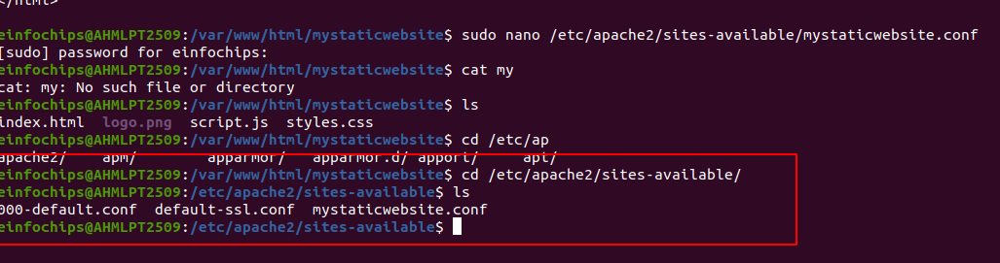 </html>
einfochips@AHMLPT2509:/var/www/html/mystaticwebsite$ sudo nano /etc/apache2/sites-available/mystaticwebsite.conf
[sudo] password for einfochips:
einfochips@AHMLPT2509:/var/www/html/mystaticwebsite$ cat my
cat: my: No such file or directory
einfochips@AHMLPT2509:/var/www/html/mystaticwebsite$ ls
index.html logo.png script.js styles.css
einfochips@AHMLPT2509:/var/www/html/mystaticwebsite$ cd /etc/ap
apache2/ apm/ apparmor/ apparmor.d/ apport/ apt/
einfochips@AHMLPT2509:/var/www/html/mystaticwebsite$ cd /etc/apache2/sites-available/
einfochips@AHMLPT2509:/etc/apache2/sites-available$ ls
000-default.conf default-ssl.conf mystaticwebsite.conf
einfochips@AHMLPT2509:/etc/apache2/sites-available$